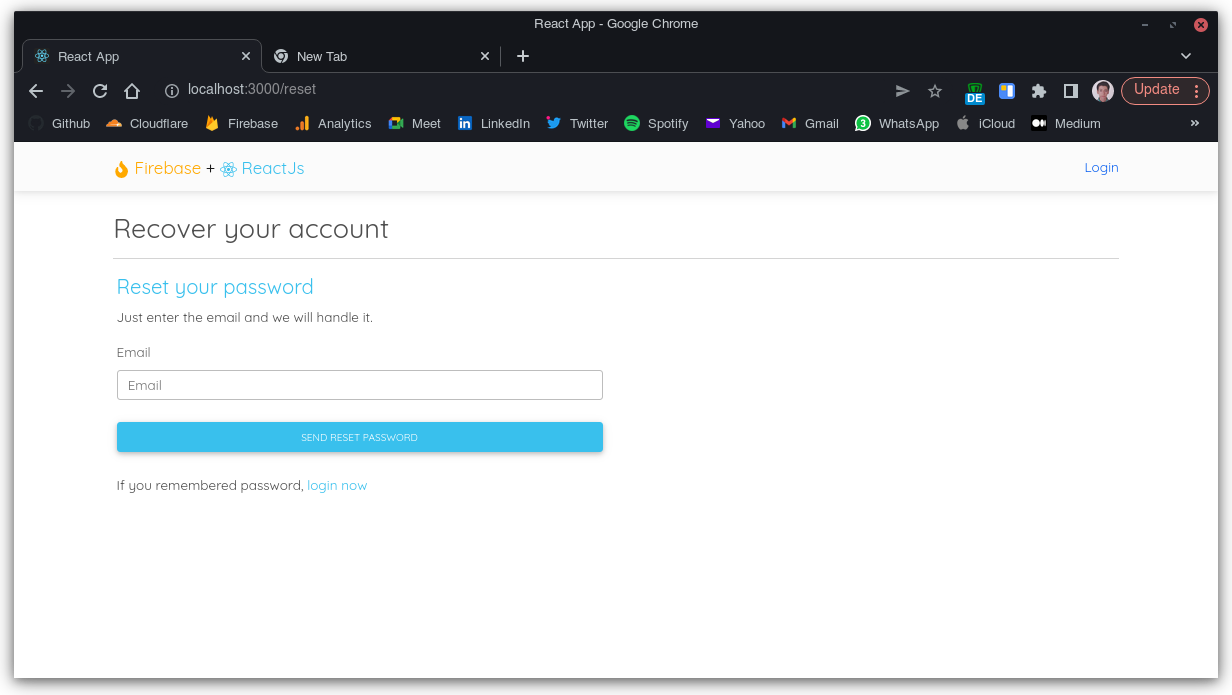 React App - Google Chrome
React App
New Tab
localhost:3000/reset
DE
Update
Github
Cloudflare
Firebase
Analytics
Meet
LinkedIn
Twitter
Spotify
Yahoo
Gmail
3
WhatsApp
iCloud
Medium
»
Firebase + ReactJs
Login
Recover your account
Reset your password
Just enter the email and we will handle it.
Email
Email
SEND RESET PASSWORD
If you remembered password, login now